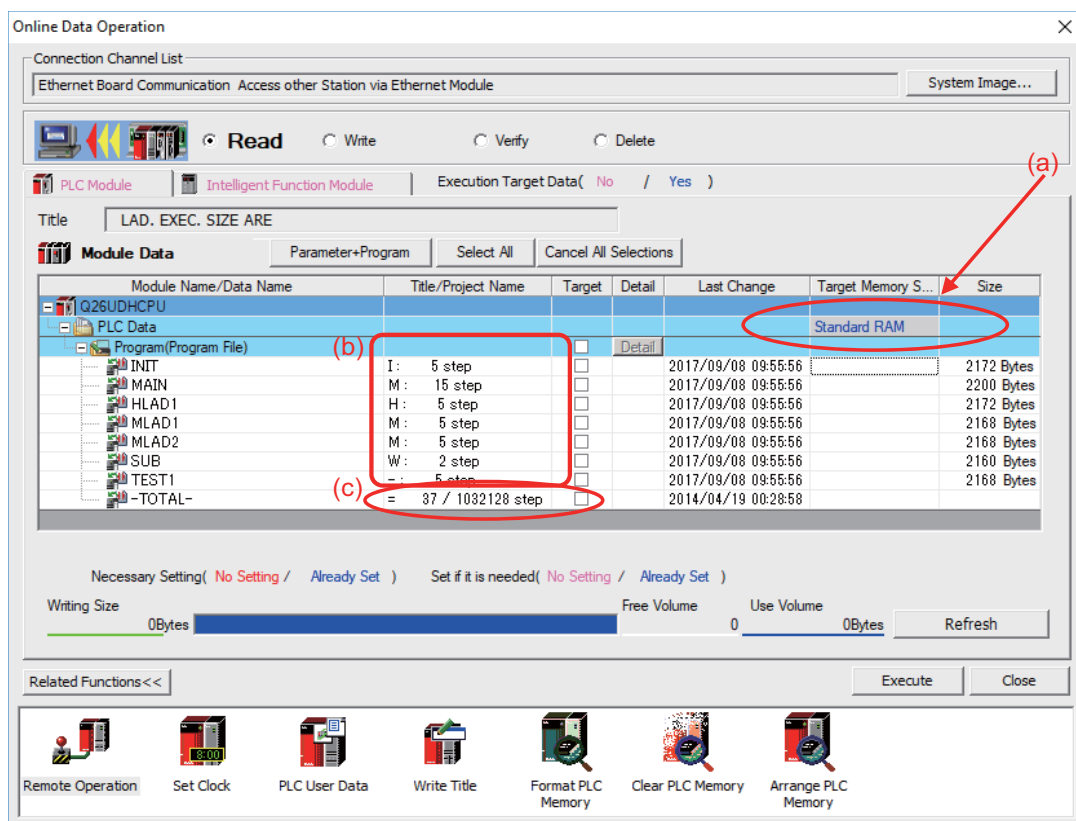 Online Data Operation
Connection Channel List
Ethernet Board Communication Access other Station via Ethernet Module
System Image...
Read Write Verify Delete
(a)
PLC Module Intelligent Function Module Execution Target Data( No / Yes )
Title LAD. EXEC. SIZE ARE
Module Data Parameter+Program Select All Cancel All Selections
Module Name/Data Name Title/Project Name Target Detail Last Change Target Memory S... Size
Q26UDHCPU
PLC Data Standard RAM
Program(Program File) (b) Detail
INIT I: 5 step 2017/09/08 09:55:56 2172 Bytes
MAIN M: 15 step 2017/09/08 09:55:56 2200 Bytes
HLAD1 H: 5 step 2017/09/08 09:55:56 2172 Bytes
MLAD1 M: 5 step 2017/09/08 09:55:56 2168 Bytes
MLAD2 M: 5 step 2017/09/08 09:55:56 2168 Bytes
SUB W: 2 step 2017/09/08 09:55:56 2160 Bytes
TEST1 -: 5 step 2017/09/08 09:55:56 2168 Bytes
(c)
-TOTAL- = 37 / 1032128 step 2014/04/19 00:28:58
Necessary Setting( No Setting / Already Set ) Set if it is needed( No Setting / Already Set )
Writing Size Free Volume Use Volume
0Bytes 0 0Bytes Refresh
Related Functions<< Execute Close
8:00
Remote Operation Set Clock PLC User Data Write Title Format PLC Memory Clear PLC Memory Arrange PLC Memory